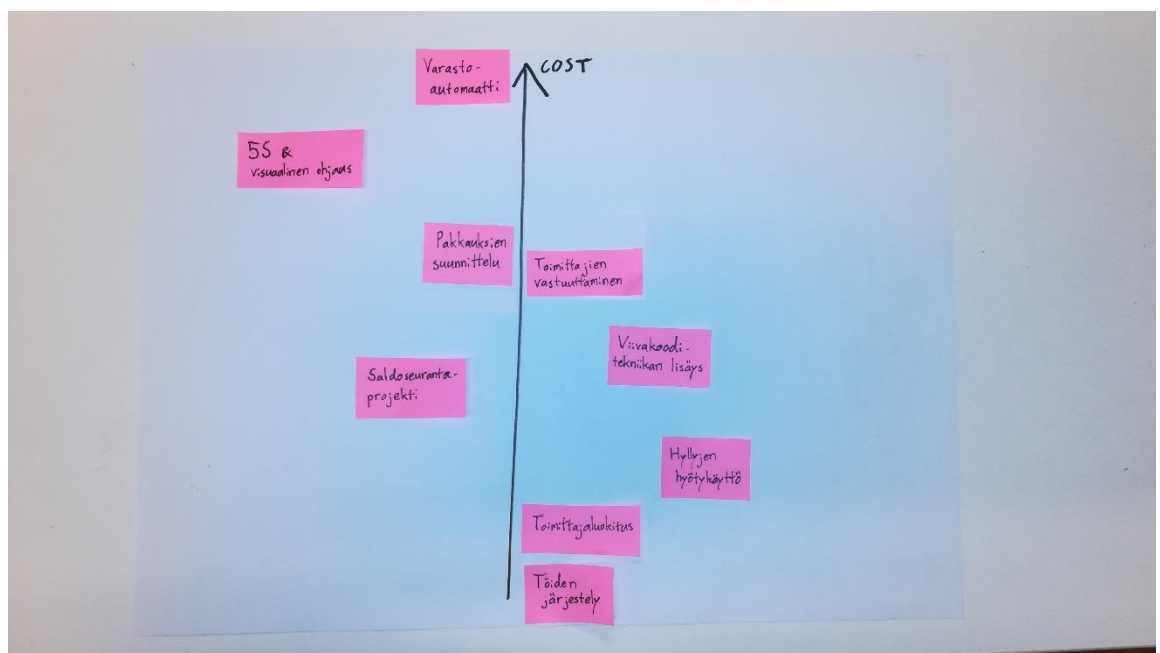 Varasto-
automaatti
COST
5S &
visuaalinen ohjaus
Pakkauksien
suunnittelu
Toimittajien
vastuuttaminen
Viivakoodi-
tekniikan lisäys
Saldoseuranta-
projekti
Hyllyjen
hyötykäyttö
Toimittajaluokitus
Töiden
järjestely